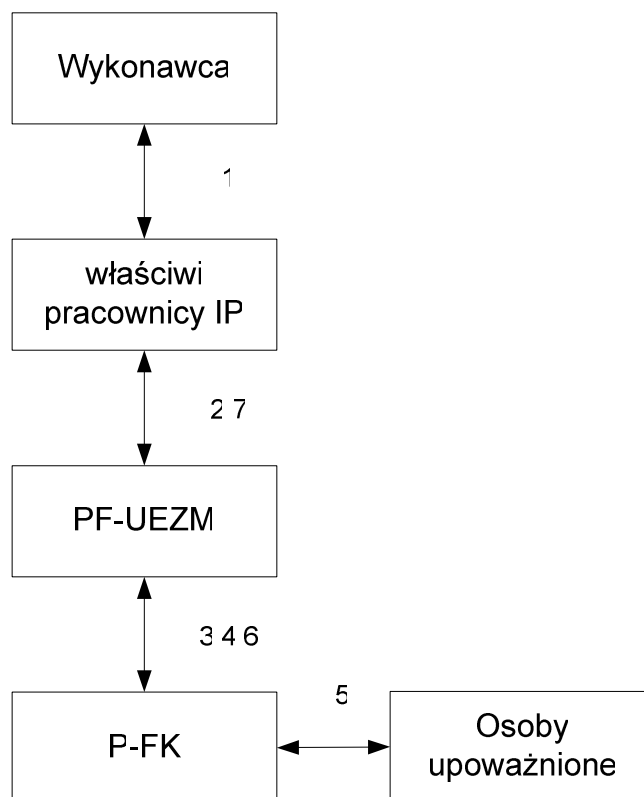 Wykonawca
1
właściwi
pracownicy IP
2 7
PF-UEZM
3 4 6
5
P-FK
Osoby
upoważnione